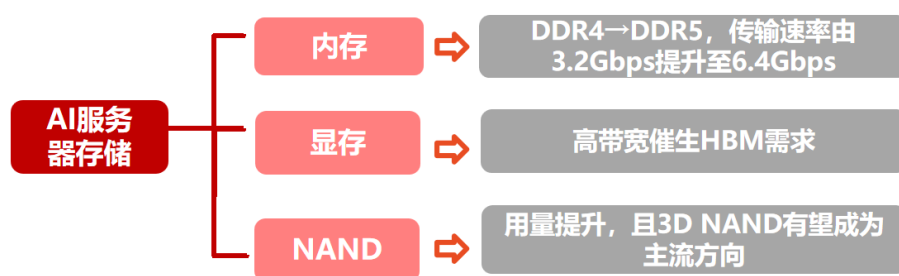 AI服务
器存储
内存
DDR4→DDR5，传输速率由
3.2Gbps提升至6.4Gbps
显存
高带宽催生HBM需求
NAND
用量提升，且3D NAND有望成为
主流方向